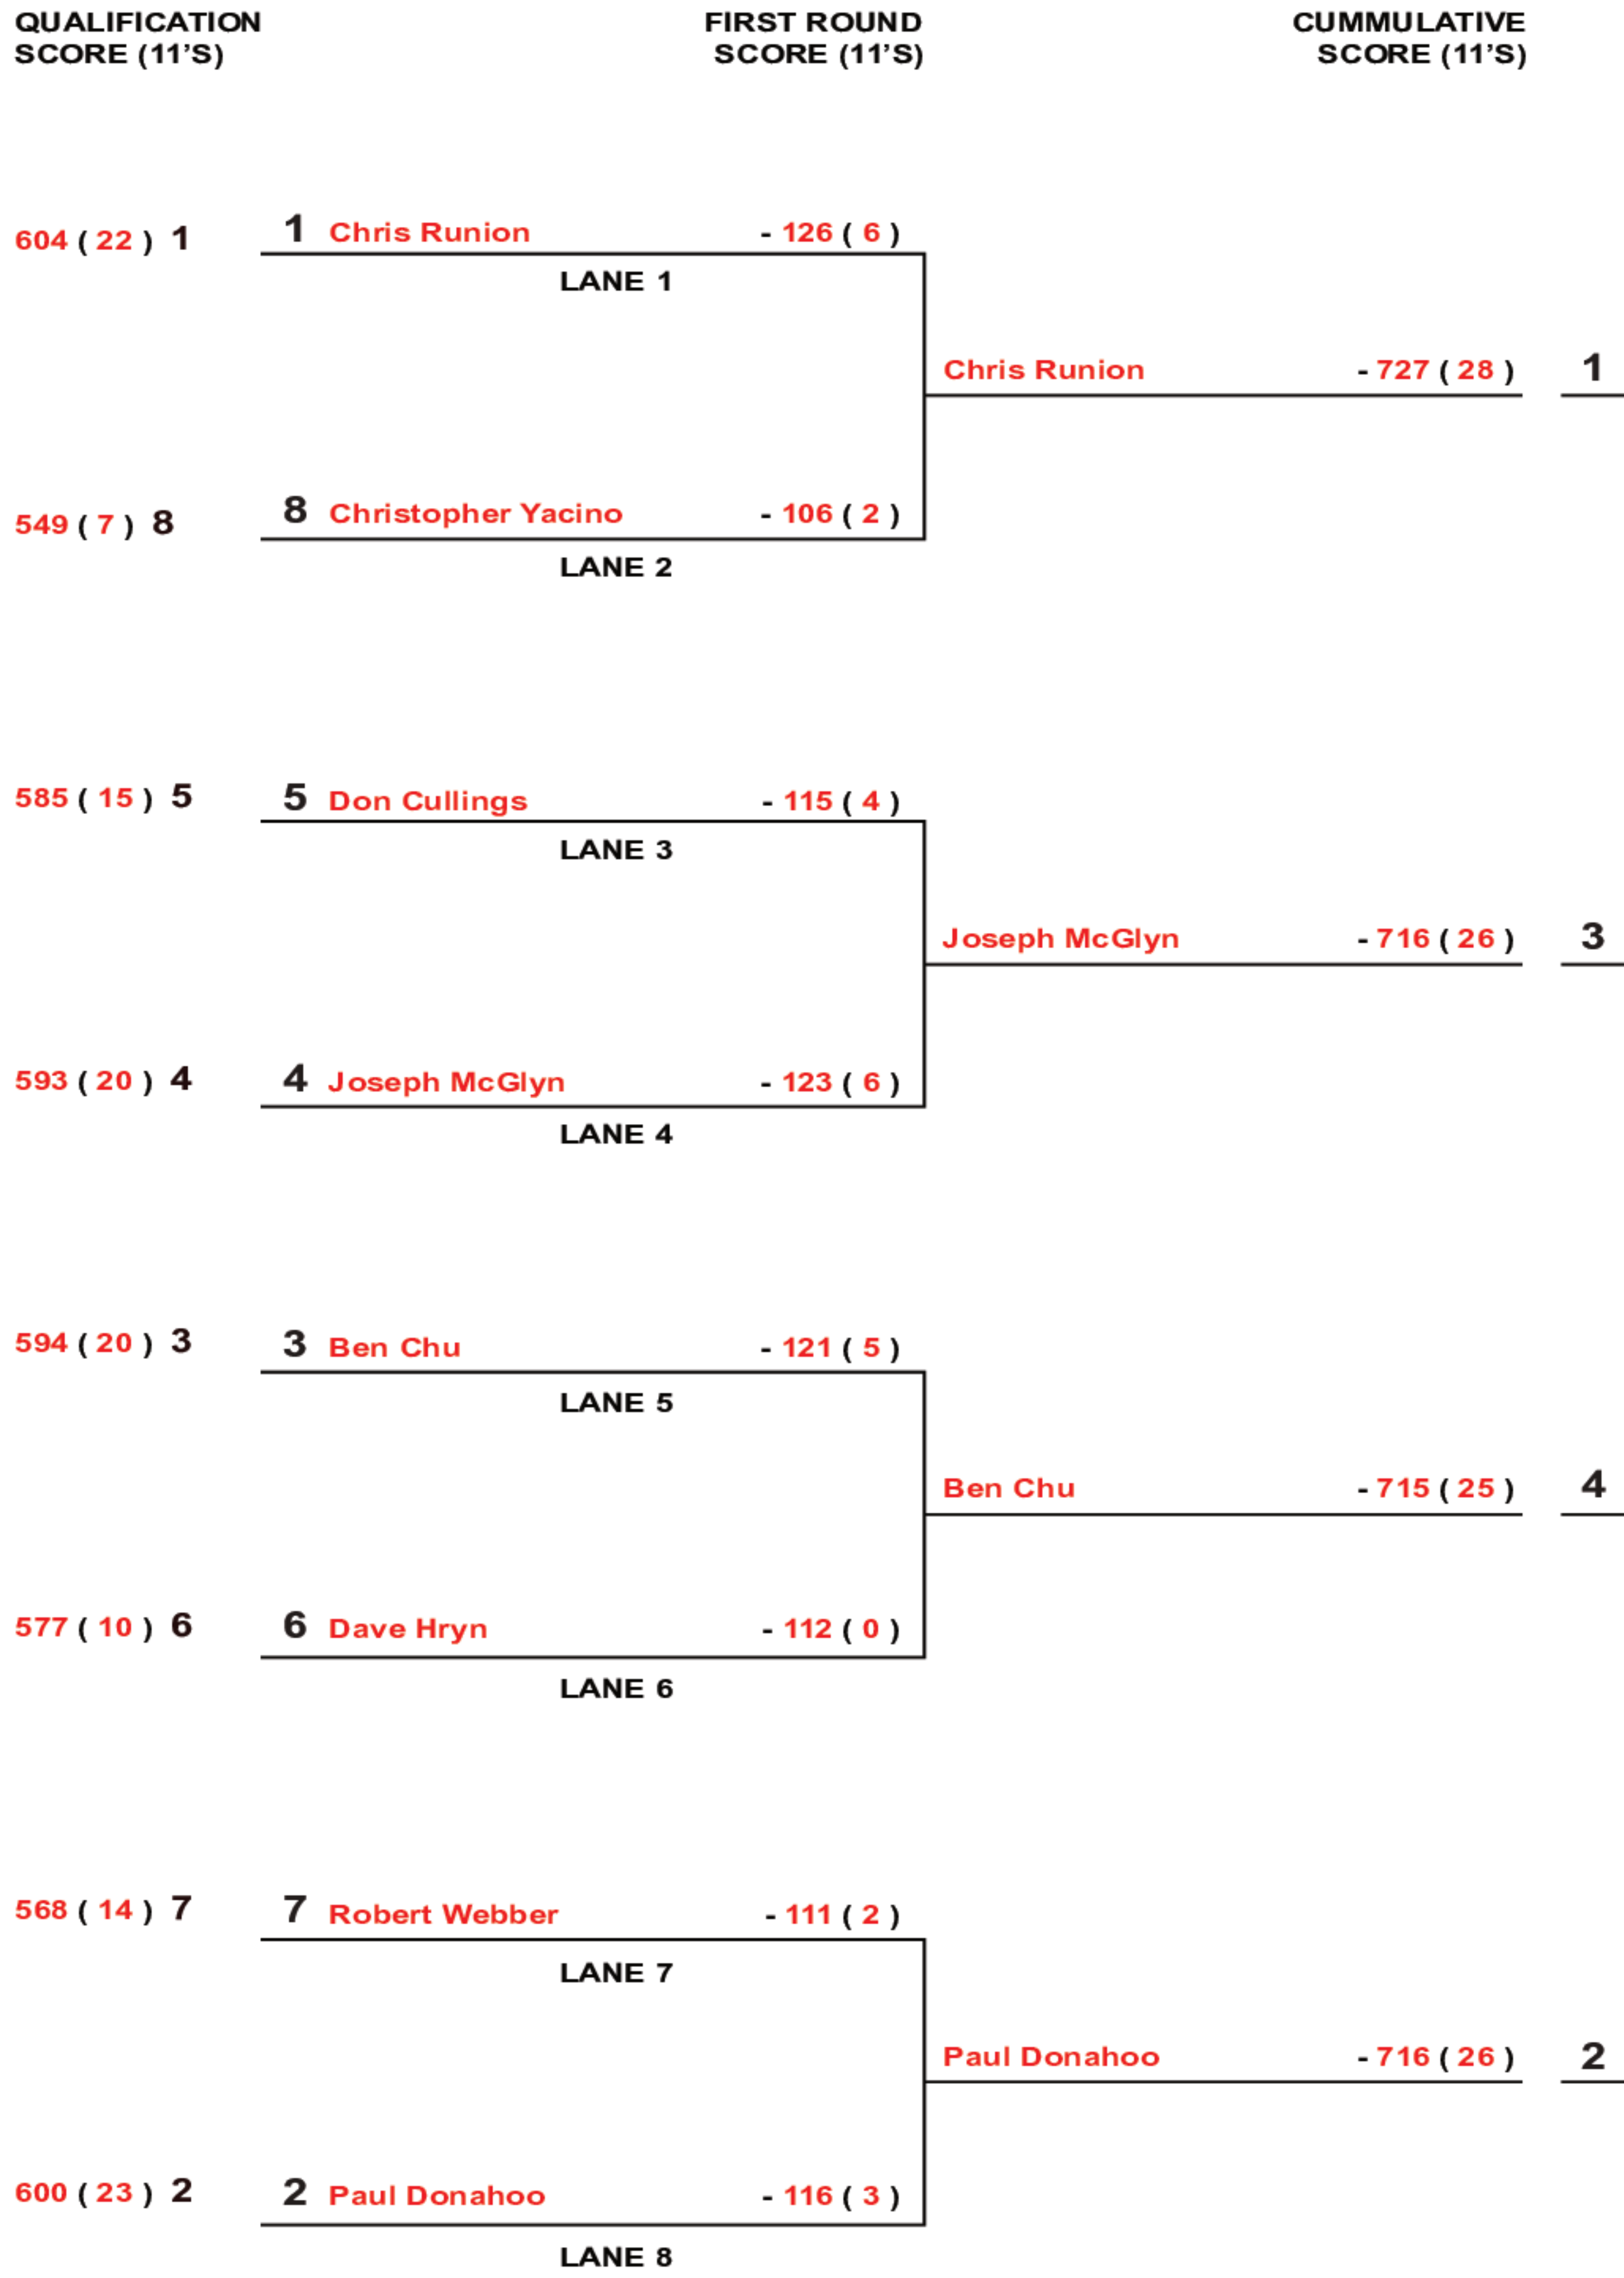 QUALIFICATION FIRST ROUND CUMMULATIVE
SCORE (11'S) SCORE (11'S) SCORE (11'S)
604 ( 22 ) 1 1 Chris Runion - 126 ( 6 )
LANE 1
Chris Runion - 727 ( 28 ) 1
549 ( 7 ) 8 8 Christopher Yacino - 106 ( 2 )
LANE 2
585 ( 15 ) 5 5 Don Cullings - 115 ( 4 )
LANE 3
Joseph McGlyn - 716 ( 26 ) 3
593 ( 20 ) 4 4 Joseph McGlyn - 123 ( 6 )
LANE 4
594 ( 20 ) 3 3 Ben Chu - 121 ( 5 )
LANE 5
Ben Chu - 715 ( 25 ) 4
577 ( 10 ) 6 6 Dave Hryn - 112 ( 0 )
LANE 6
568 ( 14 ) 7 7 Robert Webber - 111 ( 2 )
LANE 7
Paul Donahoo - 716 ( 26 ) 2
600 ( 23 ) 2 2 Paul Donahoo - 116 ( 3 )
LANE 8